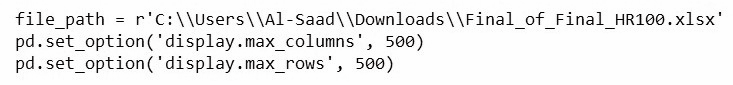 file_path = r'C:\\Users\\Al-Saad\\Downloads\\Final_of_Final_HR100.xlsx'
pd.set_option('display.max_columns', 500)
pd.set_option('display.max_rows', 500)